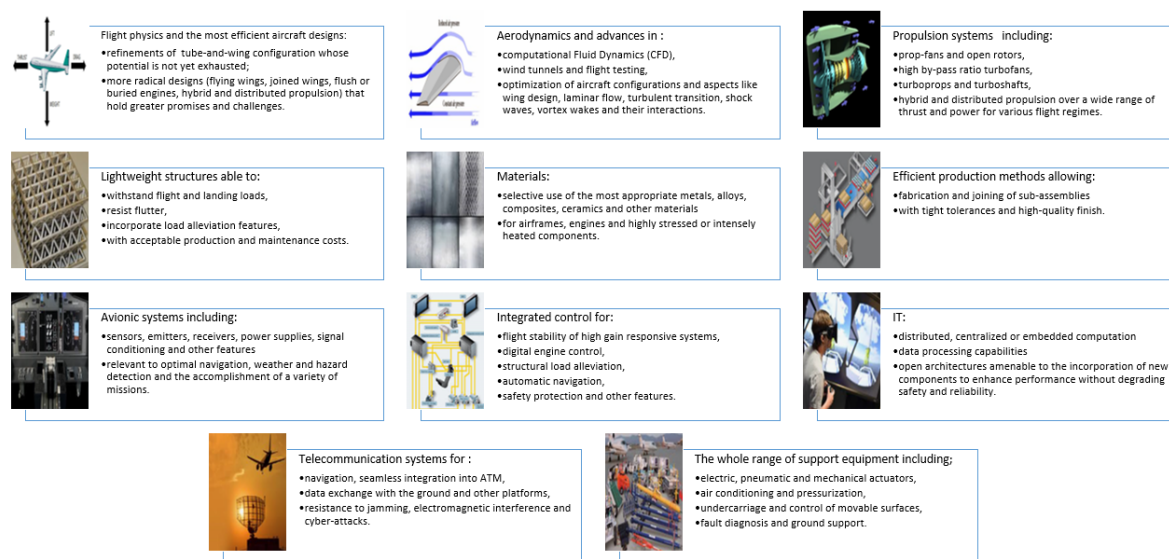 Flight physics and the most efficient aircraft designs:
•refinements of tube-and-wing configuration whose
potential is not yet exhausted;
•more radical designs (flying wings, joined wings, flush or
buried engines, hybrid and distributed propulsion) that
hold greater promises and challenges.
LIFT
THRUST
DRAG
WEIGHT
Aerodynamics and advances in :
•computational Fluid Dynamics (CFD),
•wind tunnels and flight testing,
•optimization of aircraft configurations and aspects like
wing design, laminar flow, turbulent transition, shock
waves, vortex wakes and their interactions.
Propulsion systems including:
•prop-fans and open rotors,
•high by-pass ratio turbofans,
•turboprops and turboshafts,
•hybrid and distributed propulsion over a wide range of
thrust and power for various flight regimes.
Lightweight structures able to:
•withstand flight and landing loads,
•resist flutter,
•incorporate load alleviation features,
•with acceptable production and maintenance costs.
Materials:
•selective use of the most appropriate metals, alloys,
composites, ceramics and other materials
•for airframes, engines and highly stressed or intensely
heated components.
Efficient production methods allowing:
•fabrication and joining of sub-assemblies
•with tight tolerances and high-quality finish.
Avionic systems including:
•sensors, emitters, receivers, power supplies, signal
conditioning and other features
•relevant to optimal navigation, weather and hazard
detection and the accomplishment of a variety of
missions.
Integrated control for:
•flight stability of high gain responsive systems,
•digital engine control,
•structural load alleviation,
•automatic navigation,
•safety protection and other features.
IT:
•distributed, centralized or embedded computation
•data processing capabilities
•open architectures amenable to the incorporation of new
components to enhance performance without degrading
safety and reliability.
Telecommunication systems for :
•navigation, seamless integration into ATM,
•data exchange with the ground and other platforms,
•resistance to jamming, electromagnetic interference and
cyber-attacks.
The whole range of support equipment including;
•electric, pneumatic and mechanical actuators,
•air conditioning and pressurization,
•undercarriage and control of movable surfaces,
•fault diagnosis and ground support.